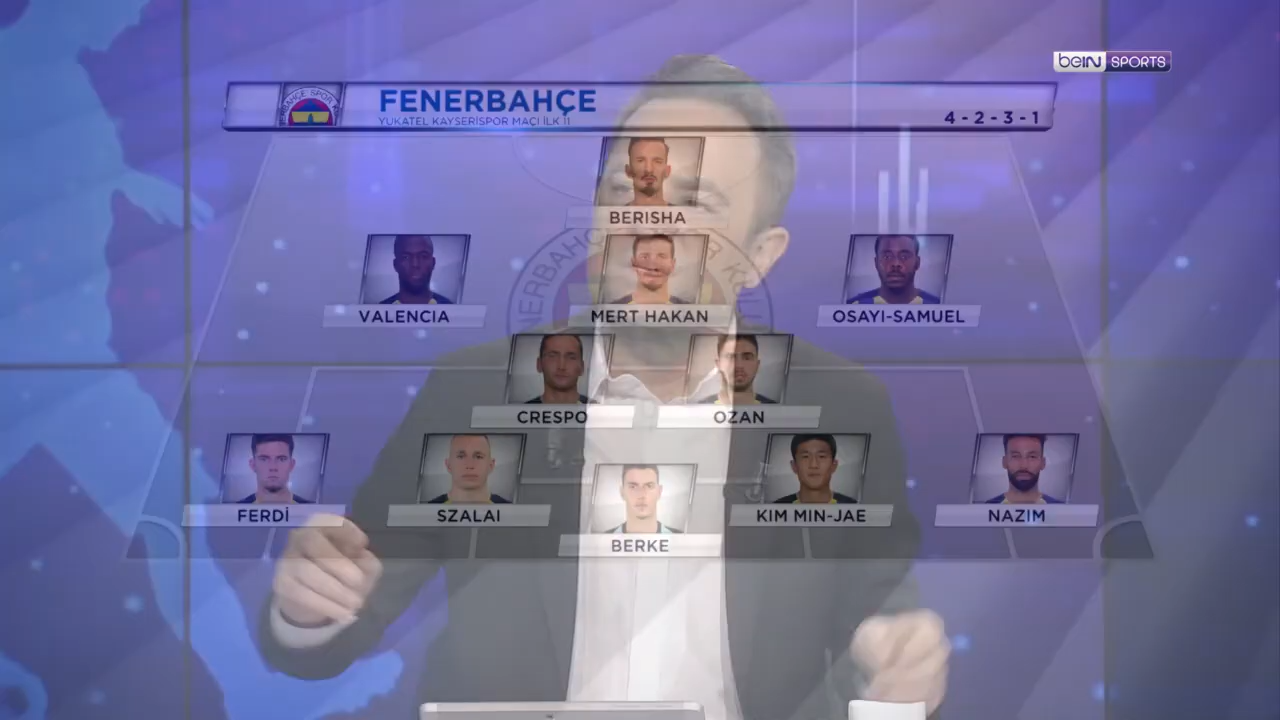 beIN SPORTS
FENERBAHÇE
YUKATEL KAYSERİSPOR MAÇI İLK 11
4-2-3-1
BERISHA
VALENCIA
MERT HAKAN
OSAYI-SAMUEL
CRESPO
OZAN
FERDİ
SZALAI
KIM MIN-JAE
NAZIM
BERKE